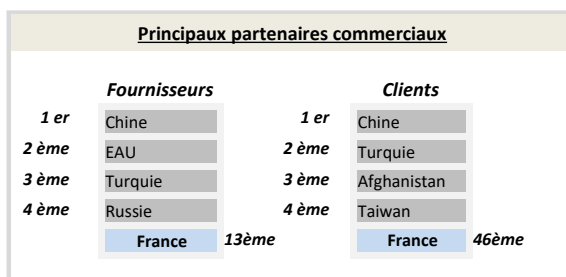 Principaux partenaires commerciaux
Fournisseurs Clients
1 er Chine 1 er Chine
2 ème EAU 2 ème Turquie
3 ème Turquie 3 ème Afghanistan
4 ème Russie 4 ème Taiwan
France 13ème France 46ème